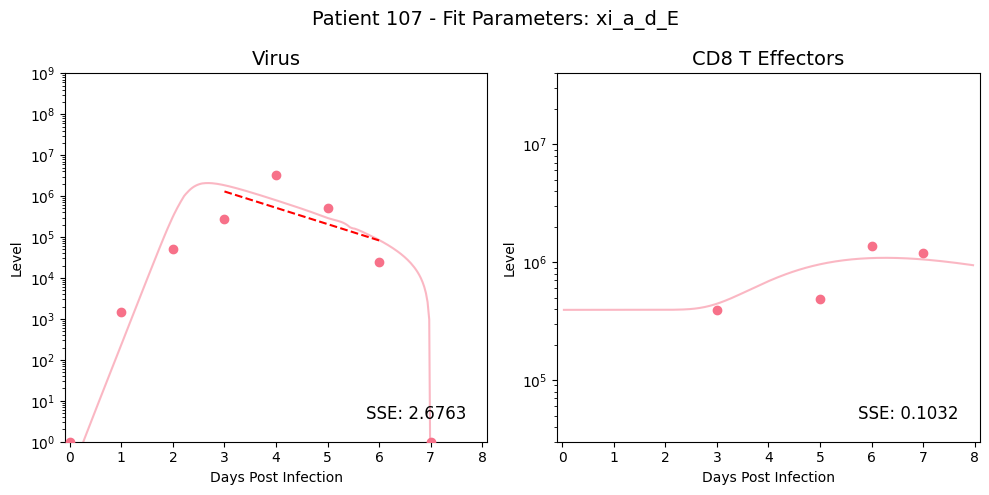 Patient 107 - Fit Parameters: xi_a_d_E
Virus
CD8 T Effectors
10^9
10^8
10^7
10^6
10^5
10^4
10^3
10^2
10^1
10^0
Level
0 1 2 3 4 5 6 7 8
Days Post Infection
SSE: 2.6763
10^7
10^6
10^5
Level
0 1 2 3 4 5 6 7 8
Days Post Infection
SSE: 0.1032